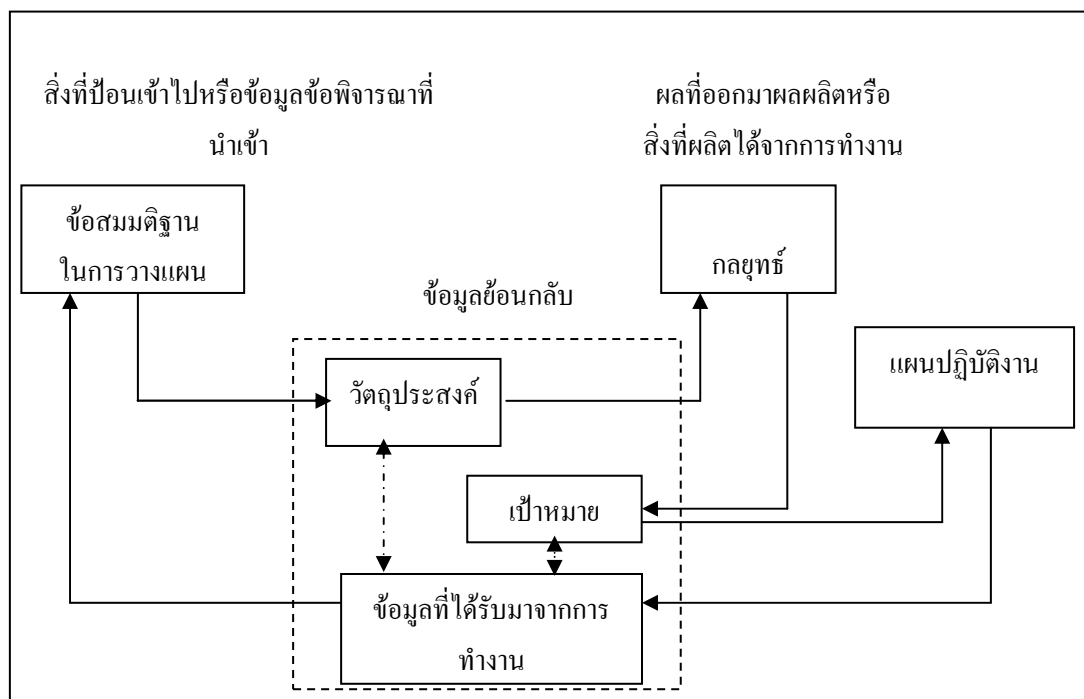 สิ่งที่ป้อนเข้าไปหรือข้อมูลข้อพิจารณาที่
นำเข้า
ผลที่ออกมาผลผลิตหรือ
สิ่งที่ผลิตได้จากการทำงาน
ข้อสมมติฐาน
ในการวางแผน
กลยุทธ์
ข้อมูลย้อนกลับ
แผนปฏิบัติงาน
วัตถุประสงค์
เป้าหมาย
ข้อมูลที่ได้รับมาจากการ
ทำงาน